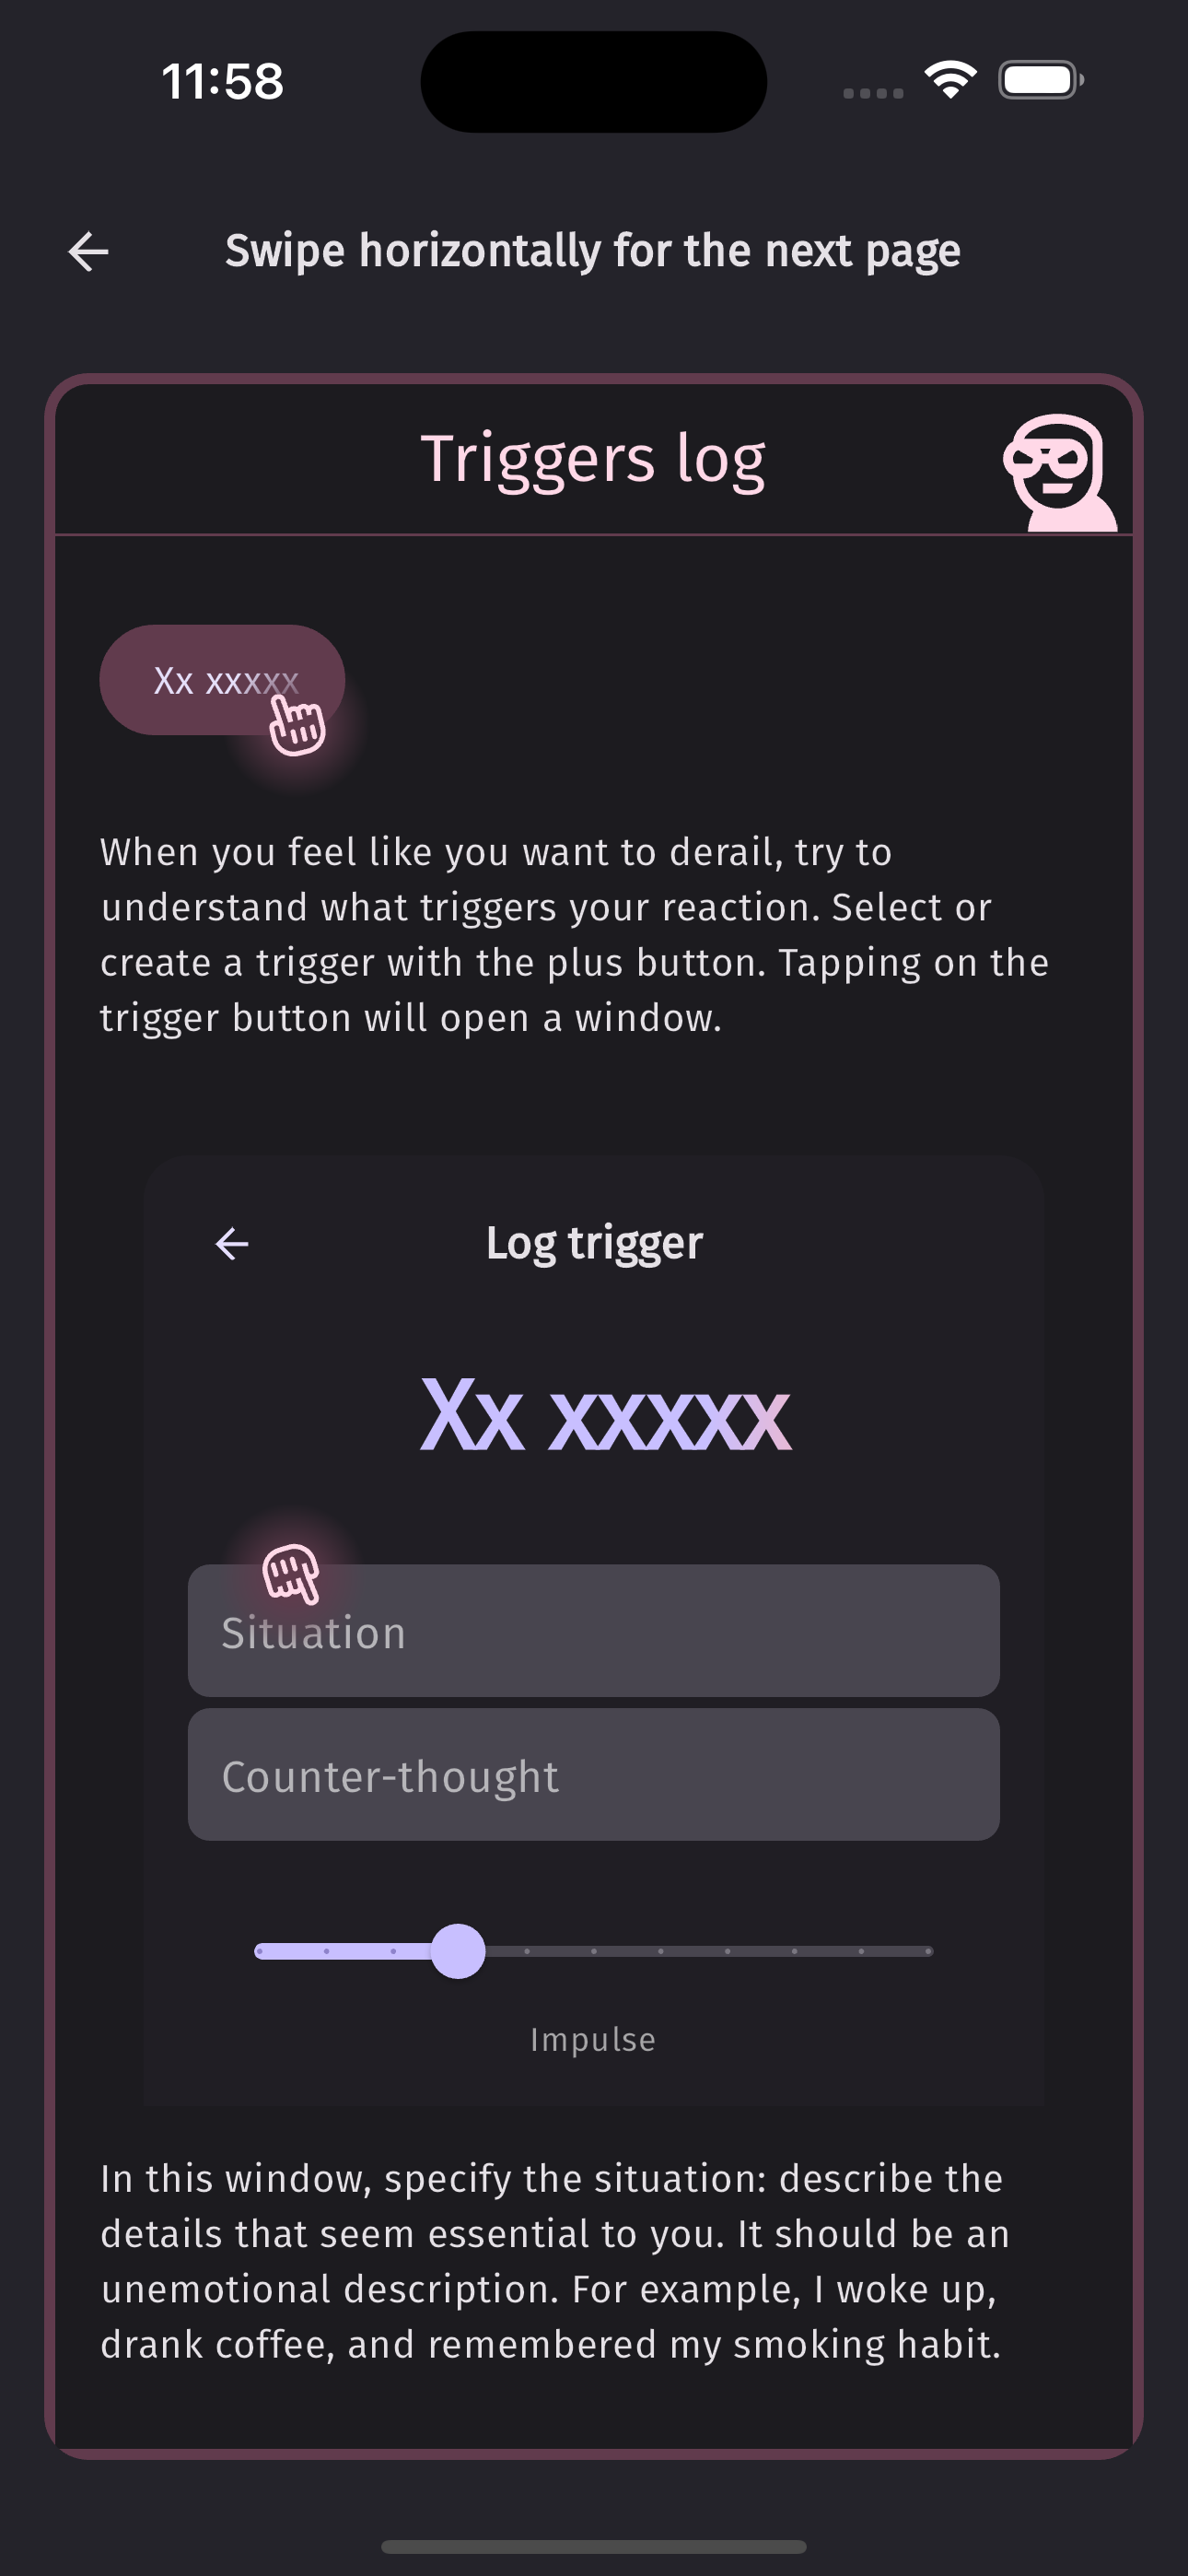 11:58
Swipe horizontally for the next page
Triggers log
Xx xxxxx
When you feel like you want to derail, try to
understand what triggers your reaction. Select or
create a trigger with the plus button. Tapping on the
trigger button will open a window.
Log trigger
Xx xxxxx
Situation
Counter-thought
Impulse
In this window, specify the situation: describe the
details that seem essential to you. It should be an
unemotional description. For example, I woke up,
drank coffee, and remembered my smoking habit.